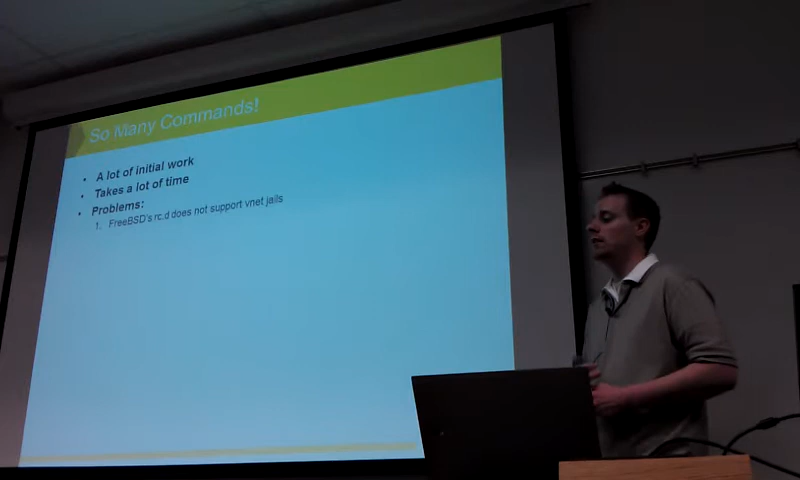 So Many Commands!
• A lot of initial work
• Takes a lot of time
• Problems:
1. FreeBSD's rc.d does not support vnet jails